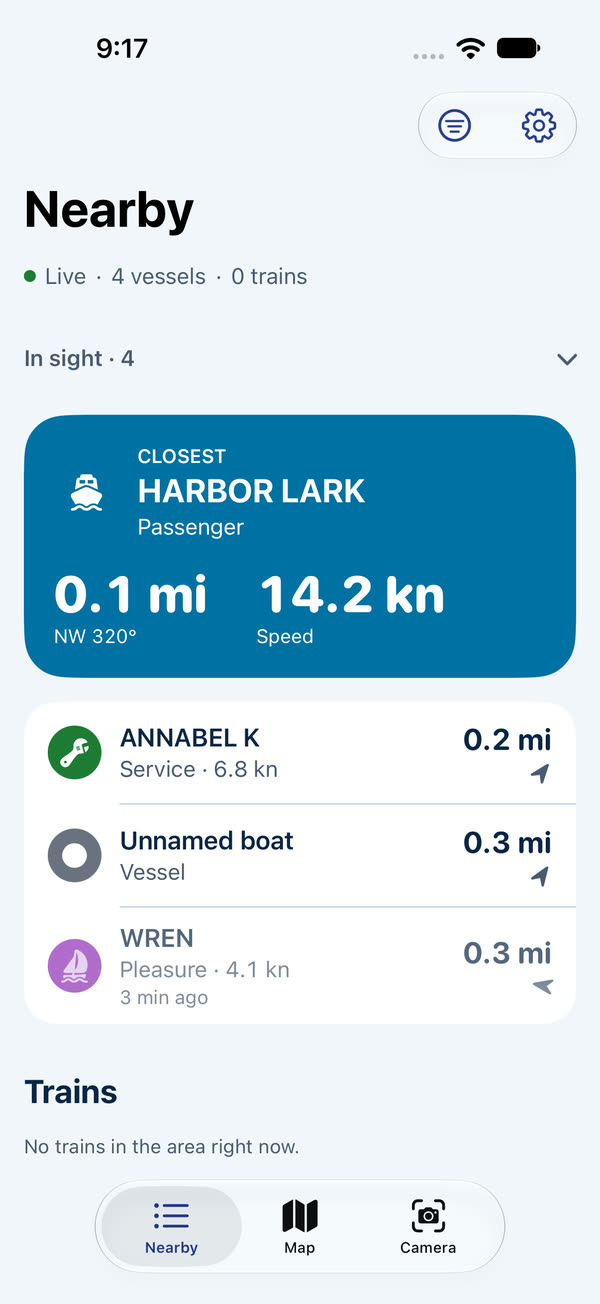 9:17
Nearby
Live · 4 vessels · 0 trains
In sight · 4
CLOSEST
HARBOR LARK
Passenger
0.1 mi 14.2 kn
NW 320° Speed
ANNABEL K 0.2 mi
Service · 6.8 kn
Unnamed boat 0.3 mi
Vessel
WREN
Pleasure · 4.1 kn 0.3 mi
3 min ago
Trains
No trains in the area right now.
Nearby Map Camera